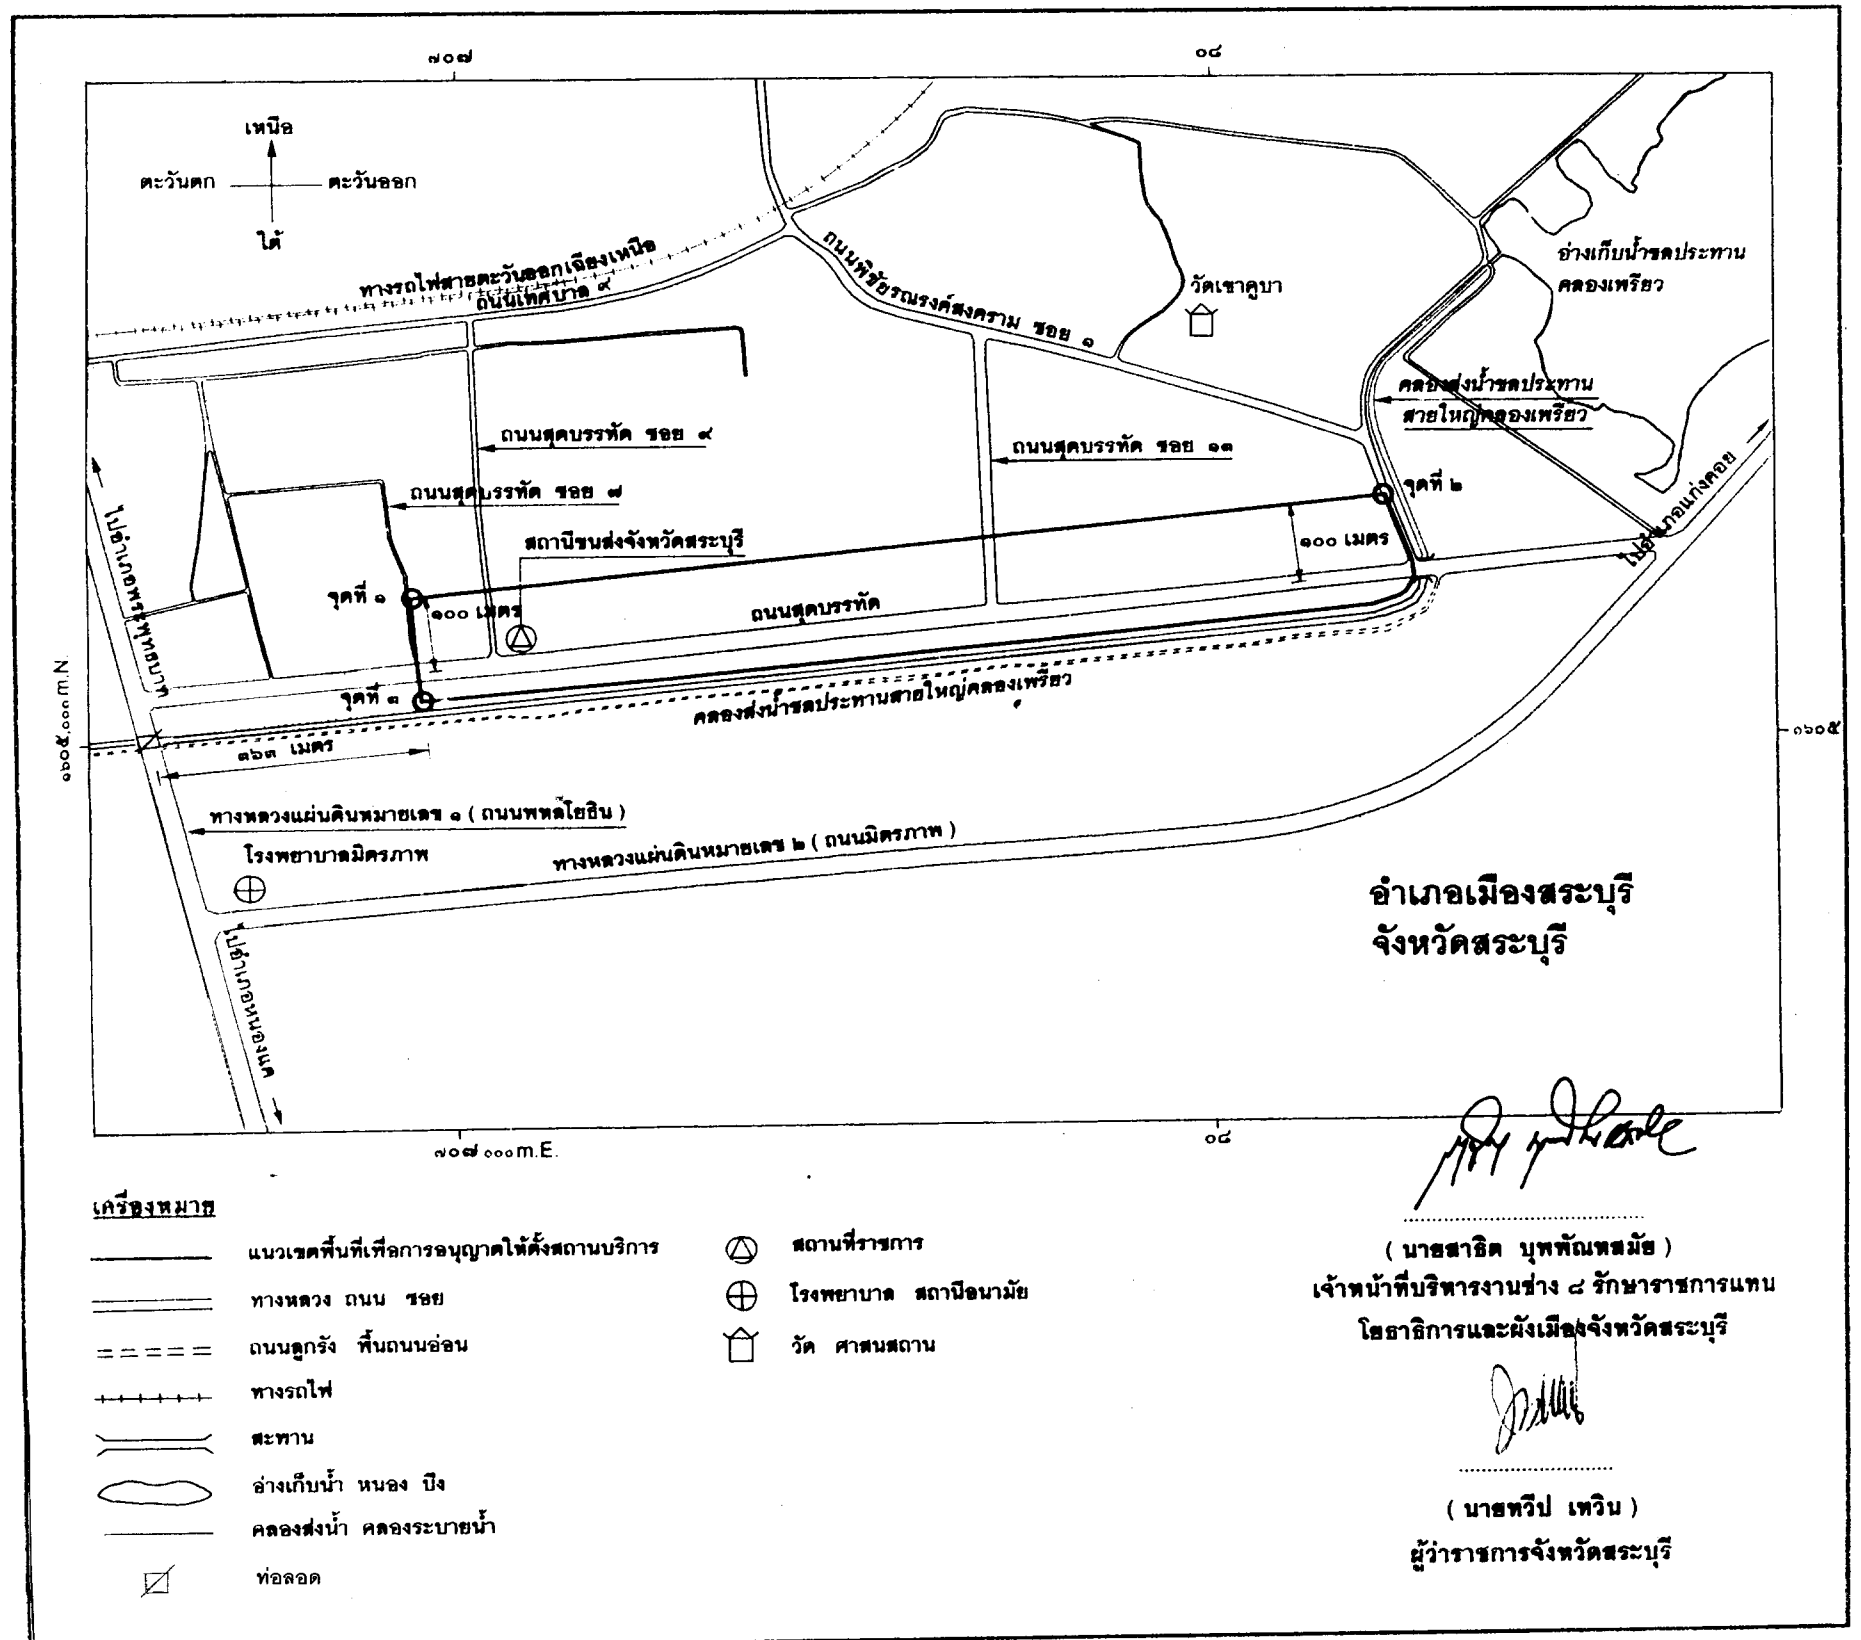 ๗๐๗
๐๘
เหนือ
ตะวันตก
ตะวันออก
ใต้
ทางรถไฟสายตะวันออกเฉียงเหนือ
ถนนเทศบาล ๙
ถนนพิชัยรณรงค์สงคราม ซอย ๑
วัดเขาคูบา
อ่างเก็บน้ำชลประทาน
คลองเพรียว
คลองส่งน้ำชลประทาน
สายใหญ่คลองเพรียว
ถนนสุดบรรทัด ซอย ๙
ถนนสุดบรรทัด ซอย ๑๓
ถนนสุดบรรทัด ซอย ๗
จุดที่ ๒
ไปอำเภอแก่งคอย
ไปอำเภอพระพุทธบาท
สถานีขนส่งจังหวัดสระบุรี
๑๐๐ เมตร
จุดที่ ๑
๑๐๐ เมตร
ถนนสุดบรรทัด
จุดที่ ๓
คลองส่งน้ำชลประทานสายใหญ่คลองเพรียว
๑๖๐๕,๐๐๐ m.N.
๑๖๐๕
๓๖๓ เมตร
ทางหลวงแผ่นดินหมายเลข ๑ ( ถนนพหลโยธิน )
โรงพยาบาลมิตรภาพ
ทางหลวงแผ่นดินหมายเลข ๒ ( ถนนมิตรภาพ )
อำเภอเมืองสระบุรี
จังหวัดสระบุรี
ไปอำเภอหนองแค
๗๐๗ ๐๐๐ m.E.
๐๘
เครื่องหมาย
แนวเขตพื้นที่เพื่อการอนุญาตให้ตั้งสถานบริการ
ทางหลวง ถนน ซอย
ถนนลูกรัง พื้นถนนอ่อน
ทางรถไฟ
สะพาน
อ่างเก็บน้ำ หนอง บึง
คลองส่งน้ำ คลองระบายน้ำ
ท่อลอด
สถานที่ราชการ
โรงพยาบาล สถานีอนามัย
วัด ศาสนสถาน
( นายสาธิต บุพพัณหสมัย )
เจ้าหน้าที่บริหารงานช่าง ๘ รักษาราชการแทน
โยธาธิการและผังเมืองจังหวัดสระบุรี
( นายทวีป เทวิน )
ผู้ว่าราชการจังหวัดสระบุรี